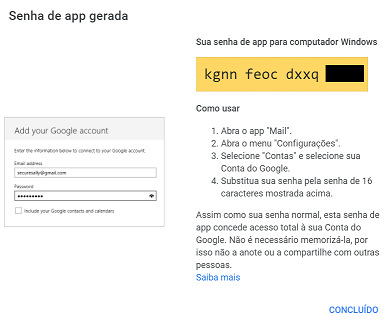 Senha de app gerada
Sua senha de app para computador Windows
kgnn feoc dxxq
Add your Google account
Enter the information below to connect to your Google account.
Email address
securesally@gmail.com
Password
•••••••••
Include your Google contacts and calendars
Como usar
1. Abra o app "Mail".
2. Abra o menu "Configurações".
3. Selecione "Contas" e selecione sua
Conta do Google.
4. Substitua sua senha pela senha de 16
caracteres mostrada acima.
Assim como sua senha normal, esta senha de
app concede acesso total à sua Conta do
Google. Não é necessário memorizá-la, por
isso não a anote ou a compartilhe com outras
pessoas.
Saiba mais
CONCLUÍDO